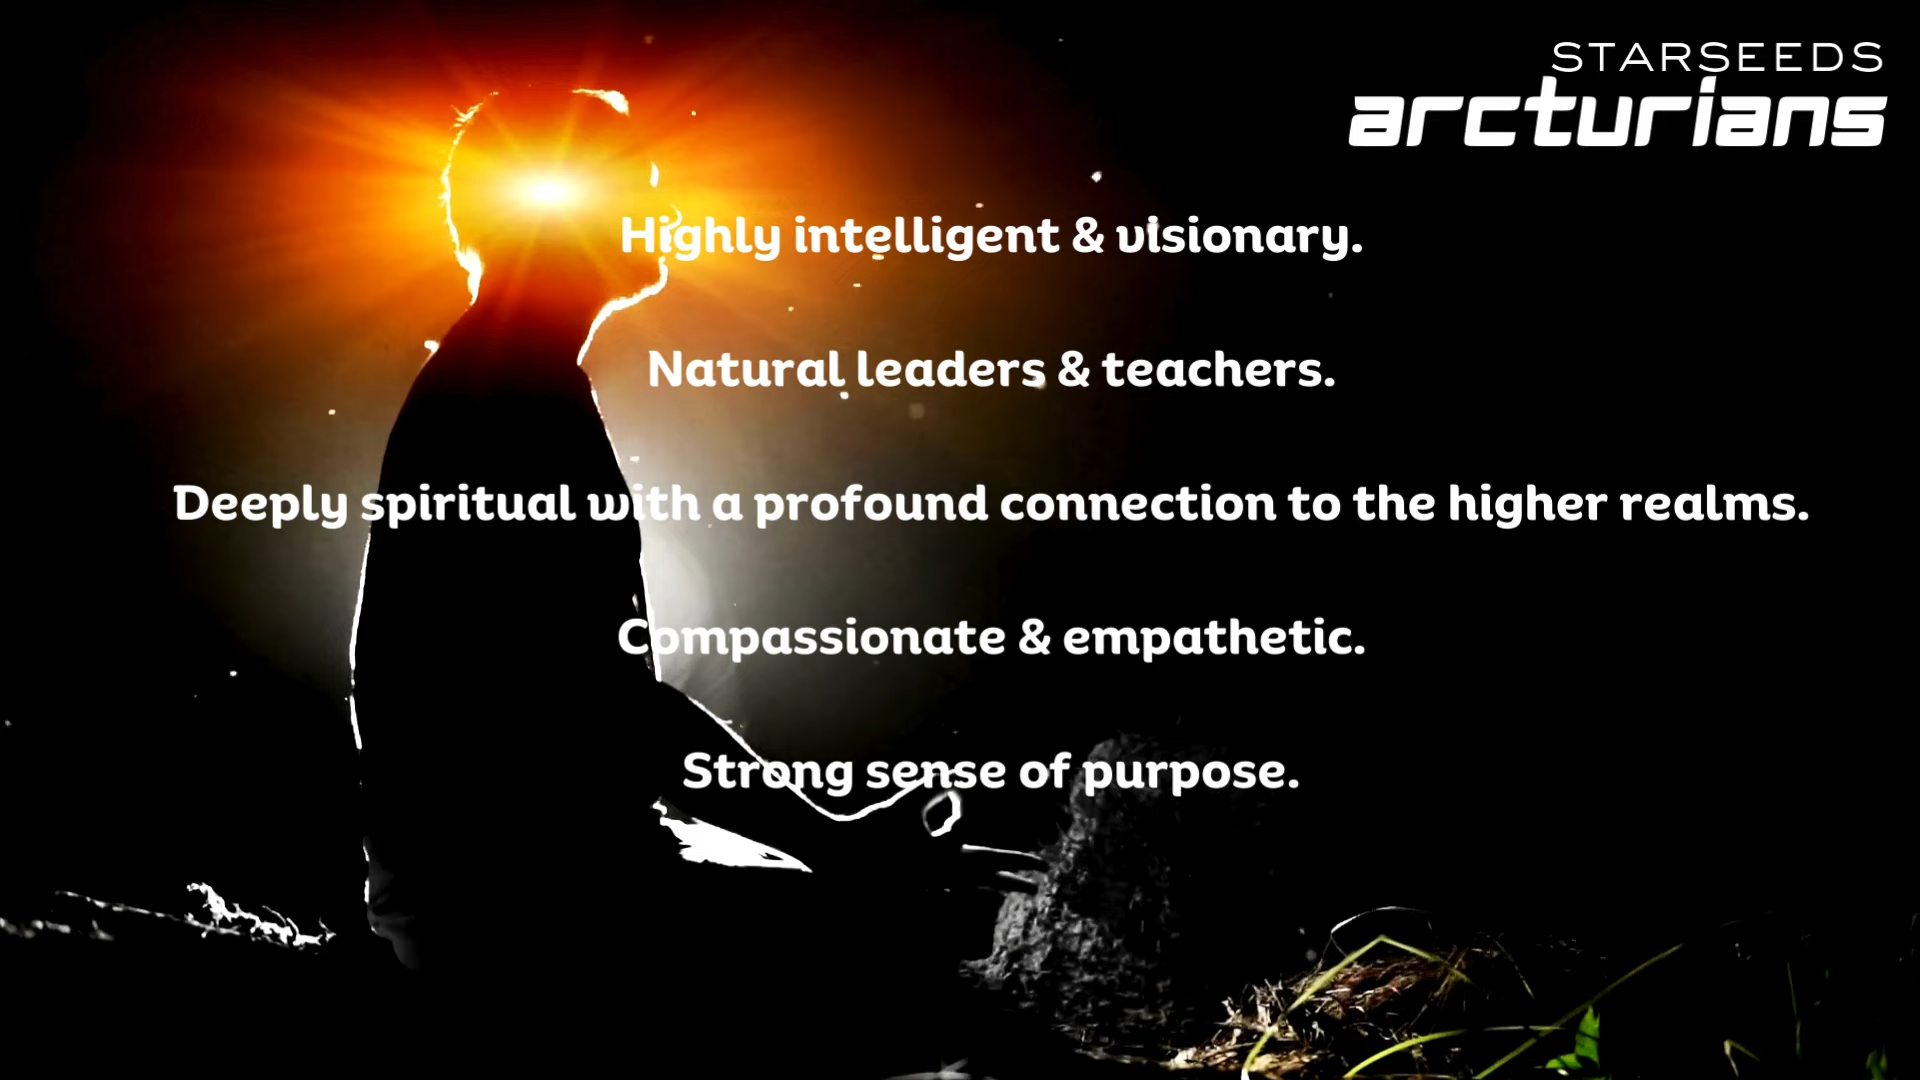 STARSEEDS
arcturians
Highly intelligent & visionary.
Natural leaders & teachers.
Deeply spiritual with a profound connection to the higher realms.
Compassionate & empathetic.
Strong sense of purpose.